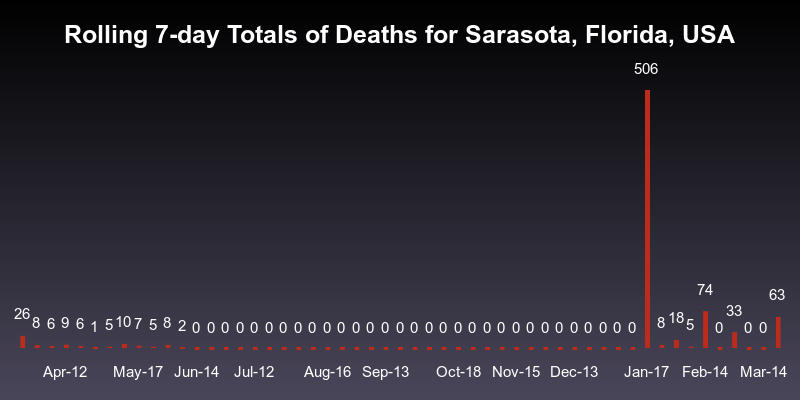 Rolling 7-day Totals of Deaths for Sarasota, Florida, USA
506
26 8 6 9 6 1 5 10 7 5 8 2 0 0 0 0 0 0 0 0 0 0 0 0 0 0 0 0 0 0 0 0 0 0 0 0 0 0 0 0 0 0 0 8 18 5 74 0 33 0 0 63
Apr-12 May-17 Jun-14 Jul-12 Aug-16 Sep-13 Oct-18 Nov-15 Dec-13 Jan-17 Feb-14 Mar-14